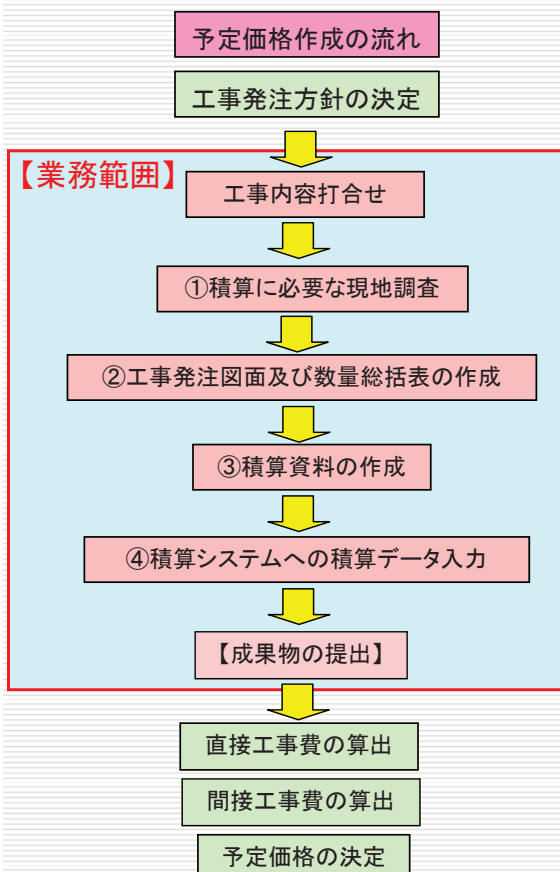 予定価格作成の流れ
工事発注方針の決定
【業務範囲】
工事内容打合せ
①積算に必要な現地調査
②工事発注図面及び数量総括表の作成
③積算資料の作成
④積算システムへの積算データ入力
【成果物の提出】
直接工事費の算出
間接工事費の算出
予定価格の決定